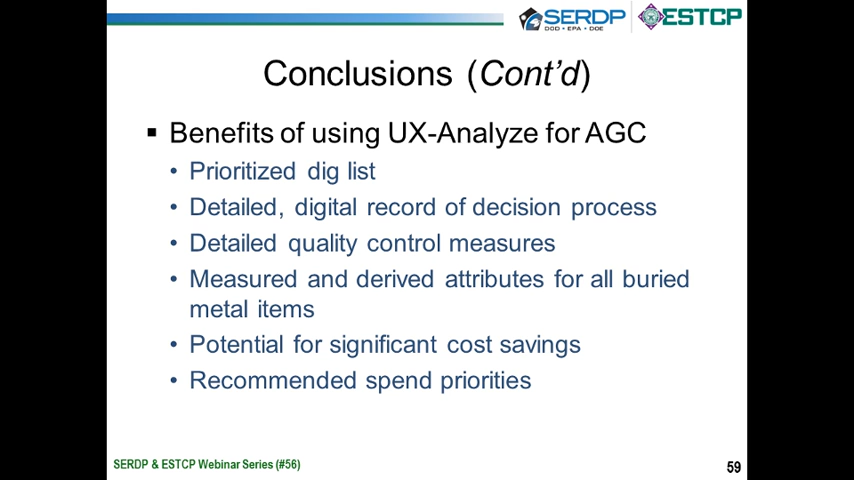 SERDP
DOD • EPA • DOE
ESTCP
Conclusions (Cont’d)
▪ Benefits of using UX-Analyze for AGC
• Prioritized dig list
• Detailed, digital record of decision process
• Detailed quality control measures
• Measured and derived attributes for all buried
metal items
• Potential for significant cost savings
• Recommended spend priorities
SERDP & ESTCP Webinar Series (#56)
59